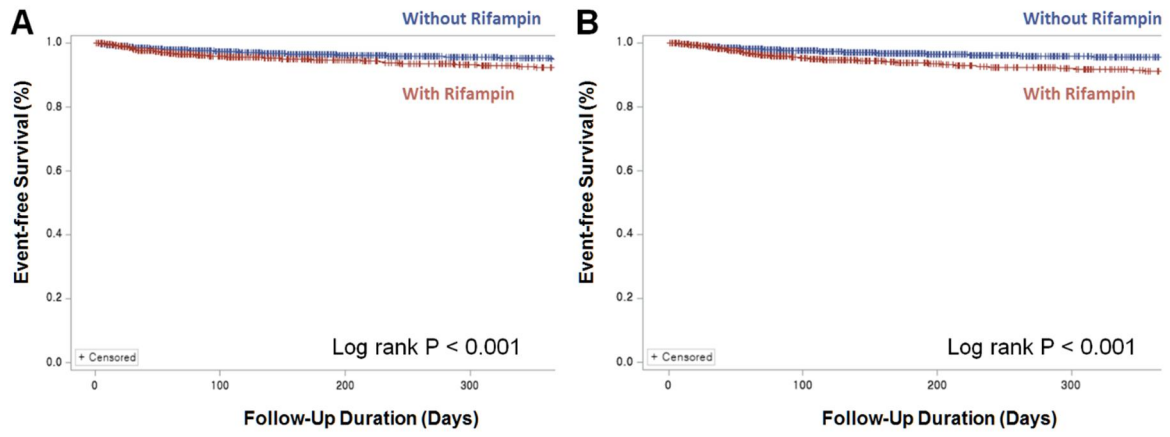 A
Without Rifampin
With Rifampin
Event-free Survival (%)
1.0
0.8
0.6
0.4
0.2
0.0
+ Censored
Log rank P < 0.001
0 100 200 300
Follow-Up Duration (Days)
B
Without Rifampin
With Rifampin
Event-free Survival (%)
1.0
0.8
0.6
0.4
0.2
0.0
+ Censored
Log rank P < 0.001
0 100 200 300
Follow-Up Duration (Days)